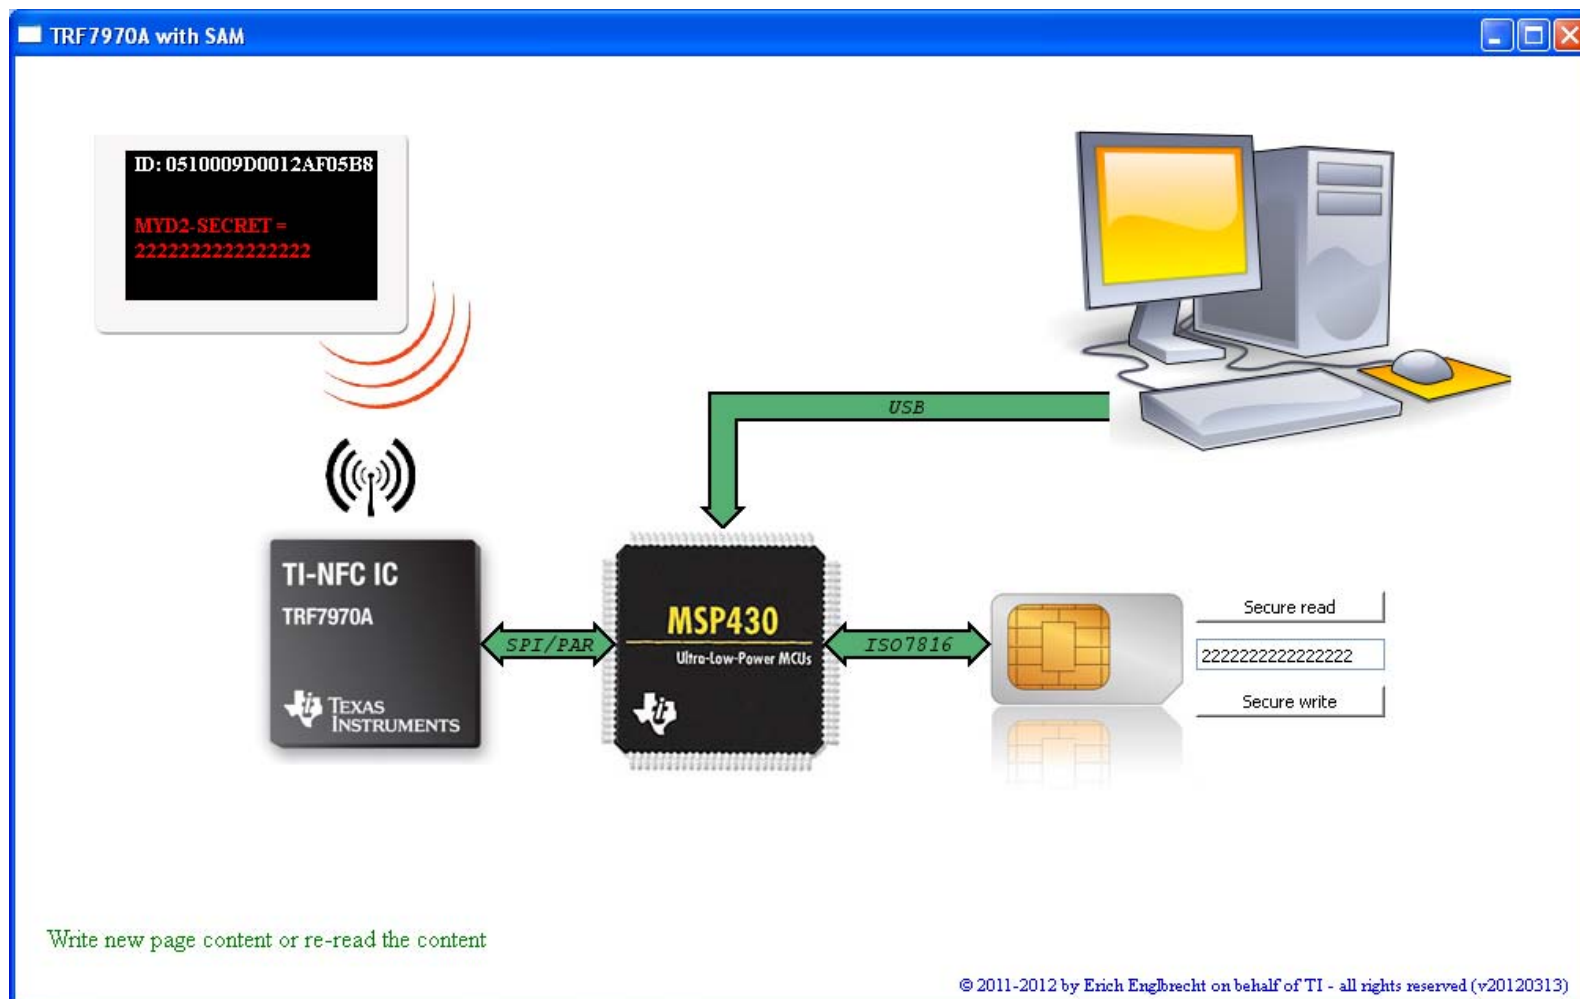 TRF7970A with SAM
ID: 0510009D0012AF05B8
MYD2-SECRET =
2222222222222222
USB
TI-NFC IC
TRF7970A
TEXAS
INSTRUMENTS
SPI/PAR
MSP430
Ultra-Low-Power MCUs
ISO7816
Secure read
2222222222222222
Secure write
Write new page content or re-read the content
© 2011-2012 by Erich Englbrecht on behalf of TI - all rights reserved (v20120313)